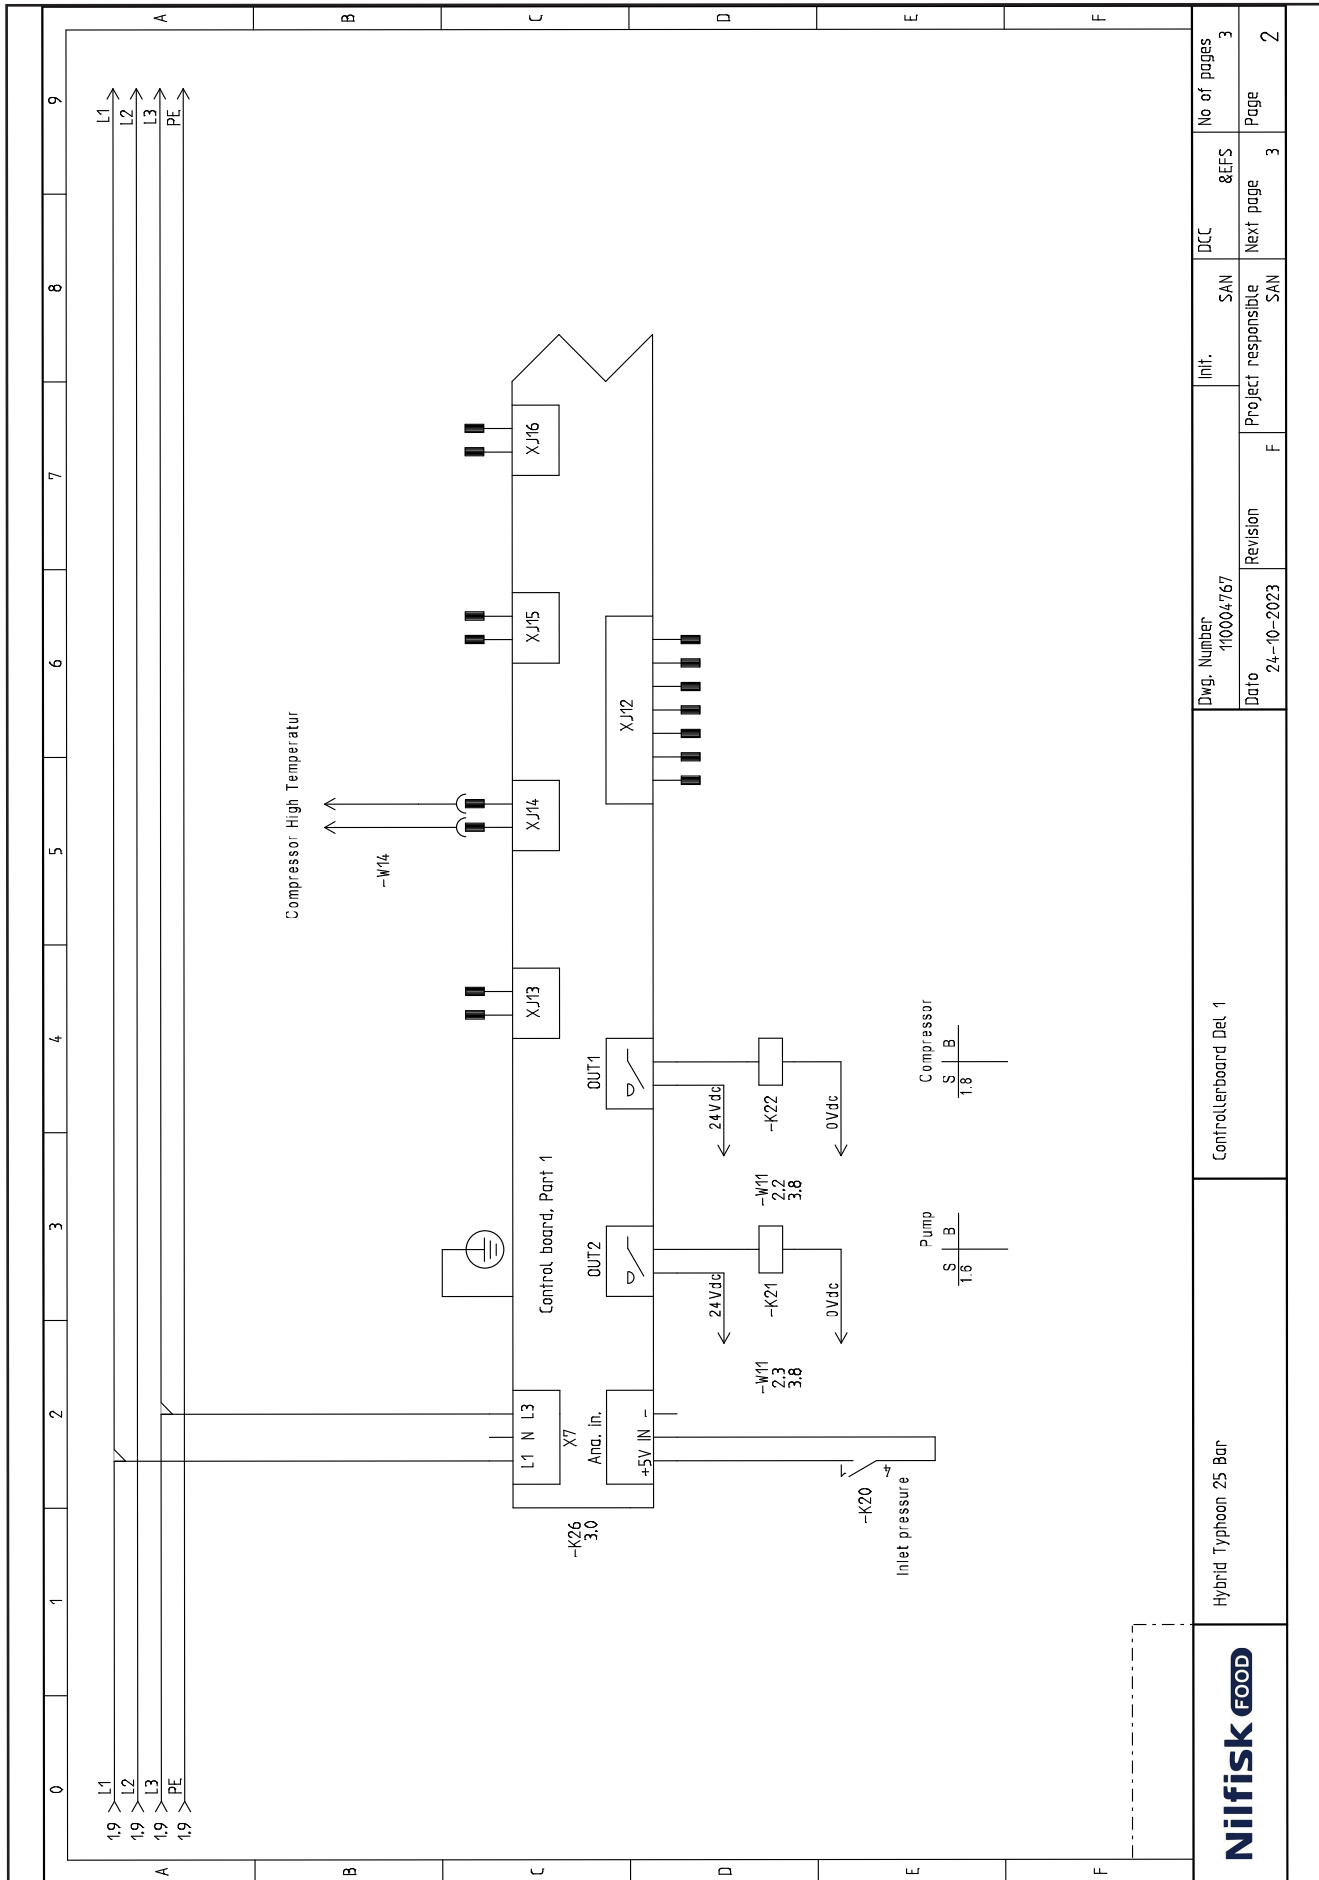 0 1 2 3 4 5 6 7 8 9
A
B
C
D
E
F
A
B
C
D
E
F
1.9 L1
1.9 L2
1.9 L3
1.9 PE
L1
L2
L3
PE
Compressor High Temperatur
-W14
L1 N L3
X7
Control board, Part 1
XJ13
XJ14
XJ15
XJ16
-K26
3.0
Ana. in.
+5V IN -
OUT2
OUT1
XJ12
24Vdc
24Vdc
-W11
2.3
3.8
-K21
-W11
2.2
3.8
-K22
0Vdc
0Vdc
-K20
1
4
Inlet pressure
Pump
S B
1.6
Compressor
S B
1.8
Nilfisk FOOD
Hybrid Typhoon 25 Bar
Controllerboard Del 1
Dwg. Number
110004767
Init.
SAN
DCC
&EFS
No of pages
3
Dato
24-10-2023
Revision
F
Project responsible
SAN
Next page
3
Page
2